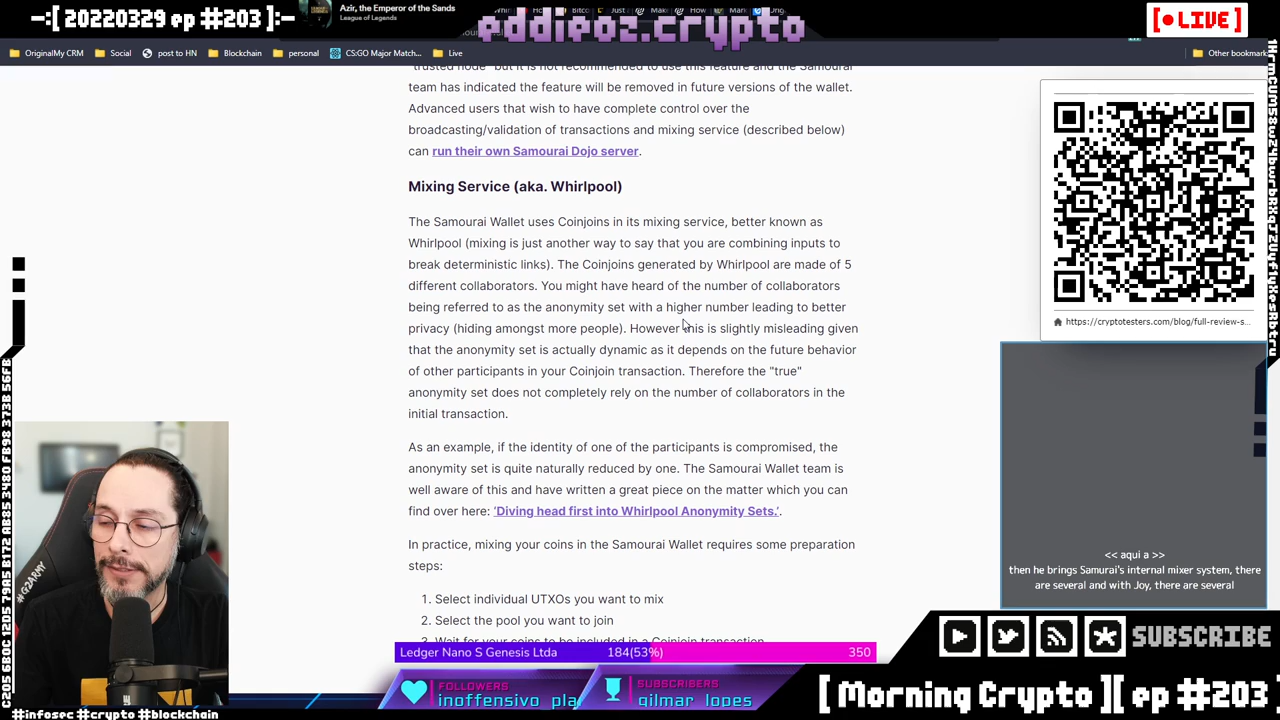 -:[ 20220329 ep #203 ]:-
Azir, the Emperor of the Sands
League of Legends
eddieoz.crypto
[•LIVE]
OriginalMy CRM
Social
post to HN
Blockchain
personal
CS:GO Major Match...
Live
Other bookmark
"trusted node" but it is not recommended to use this feature and the Samourai
team has indicated the feature will be removed in future versions of the wallet.
Advanced users that wish to have complete control over the
broadcasting/validation of transactions and mixing service (described below)
can run their own Samourai Dojo server.
Mixing Service (aka. Whirlpool)
The Samourai Wallet uses Coinjoins in its mixing service, better known as
Whirlpool (mixing is just another way to say that you are combining inputs to
break deterministic links). The Coinjoins generated by Whirlpool are made of 5
different collaborators. You might have heard of the number of collaborators
being referred to as the anonymity set with a higher number leading to better
privacy (hiding amongst more people). However this is slightly misleading given
that the anonymity set is actually dynamic as it depends on the future behavior
of other participants in your Coinjoin transaction. Therefore the "true"
anonymity set does not completely rely on the number of collaborators in the
initial transaction.
As an example, if the identity of one of the participants is compromised, the
anonymity set is quite naturally reduced by one. The Samourai Wallet team is
well aware of this and have written a great piece on the matter which you can
find over here: ‘Diving head first into Whirlpool Anonymity Sets.’.
In practice, mixing your coins in the Samourai Wallet requires some preparation
steps:
1. Select individual UTXOs you want to mix
2. Select the pool you want to join
3. Wait for your coins to be included in a Coinjoin transaction
https://cryptotesters.com/blog/full-review-s...
<< aqui a >>
then he brings Samurai's internal mixer system, there
are several and with Joy, there are several
#G2ARMY
Ledger Nano S Genesis Ltda 184(53%) 350
FOLLOWERS
inoffensivo_pla
SUBSCRIBERS
gilmar_lopes
SUBSCRIBE
[ Morning Crypto ][ ep #203 ]
#infosec #crypto #blockchain